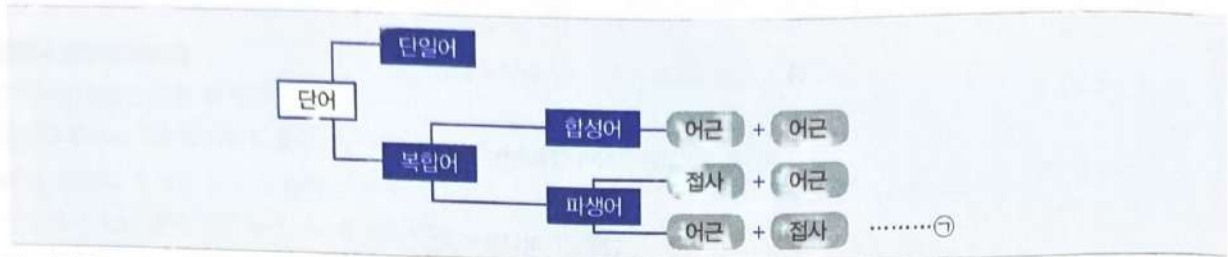 단일어
단어
합성어 어근 + 어근
복합어
접사 + 어근
파생어
어근 + 접사 ………㉠